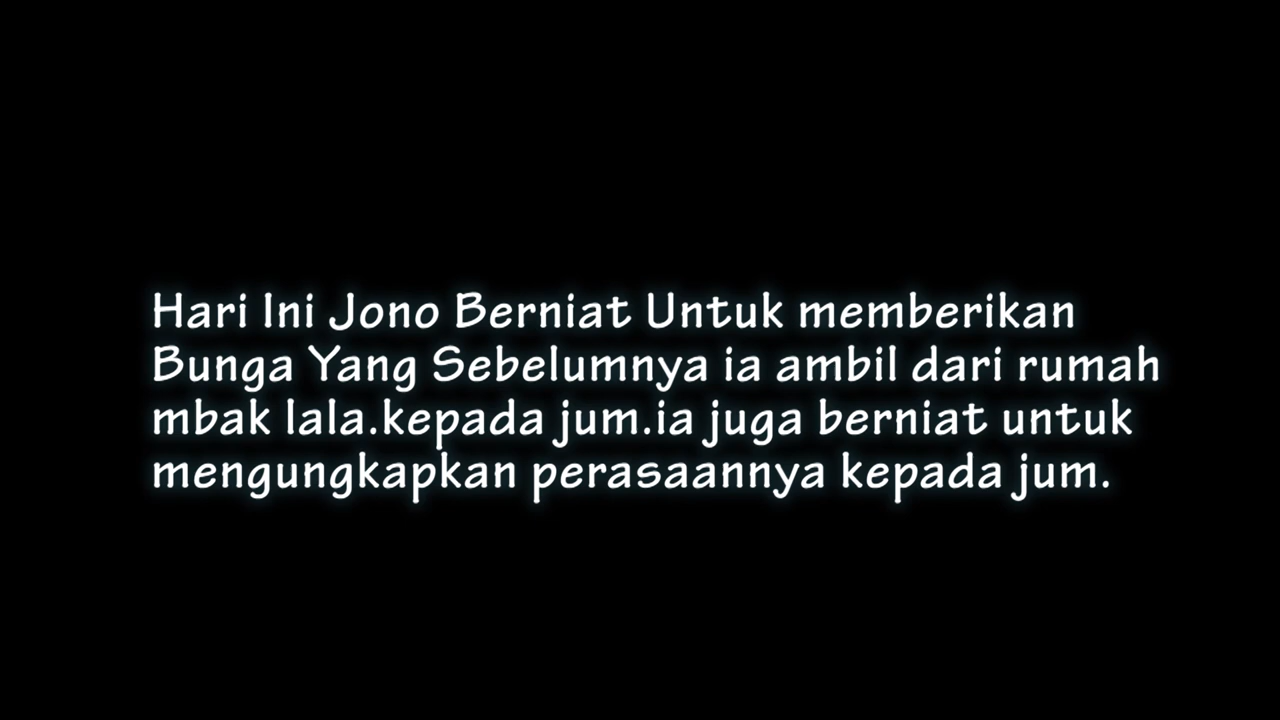 Hari Ini Jono Berniat Untuk memberikan
Bunga Yang Sebelumnya ia ambil dari rumah
mbak lala.kepada jum.ia juga berniat untuk
mengungkapkan perasaannya kepada jum.